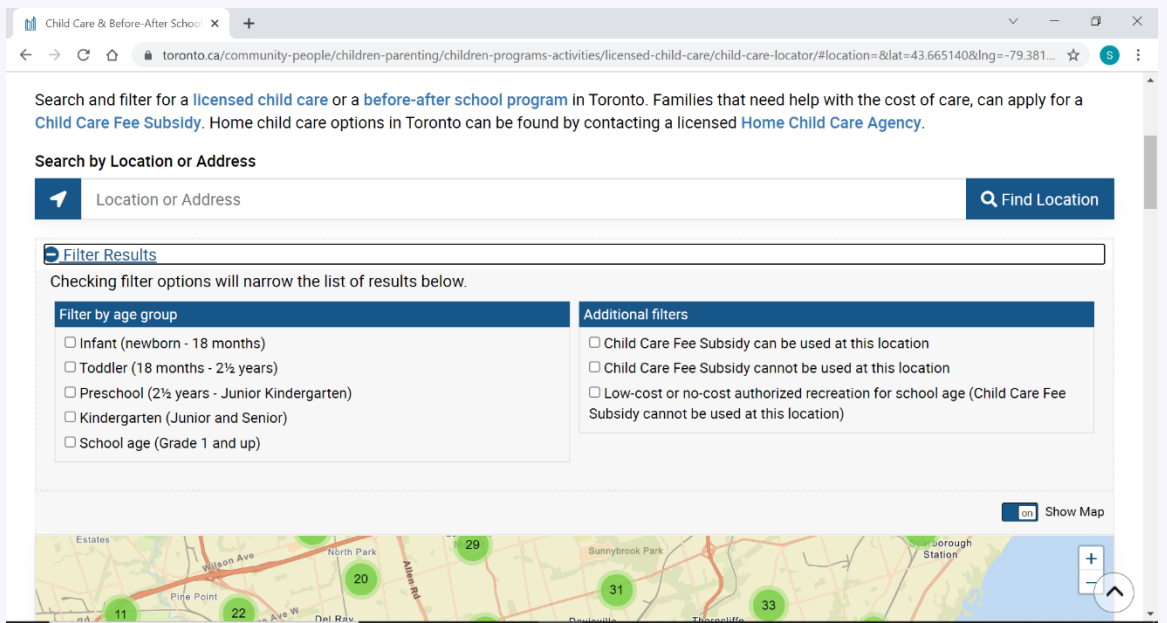 Child Care & Before-After School
toronto.ca/community-people/children-parenting/children-programs-activities/licensed-child-care/child-care-locator/#location=&lat=43.665140&lng=-79.381...
S
Search and filter for a licensed child care or a before-after school program in Toronto. Families that need help with the cost of care, can apply for a
Child Care Fee Subsidy. Home child care options in Toronto can be found by contacting a licensed Home Child Care Agency.
Search by Location or Address
Location or Address
Find Location
Filter Results
Checking filter options will narrow the list of results below.
Filter by age group
Infant (newborn - 18 months)
Toddler (18 months - 2½ years)
Preschool (2½ years - Junior Kindergarten)
Kindergarten (Junior and Senior)
School age (Grade 1 and up)
Additional filters
Child Care Fee Subsidy can be used at this location
Child Care Fee Subsidy cannot be used at this location
Low-cost or no-cost authorized recreation for school age (Child Care Fee
Subsidy cannot be used at this location)
on Show Map
Estates
Wilson Ave
North Park
29
Sunnybrook Park
Station
20
Allen Rd
31
Pine Point
11
22
Ave W
Del Ray
33
+
−